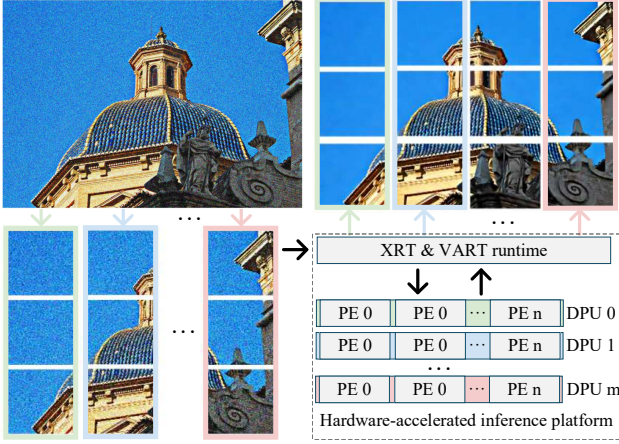 ...
...
XRT & VART runtime
PE 0 PE 0 ... PE n DPU 0
PE 0 PE 0 ... PE n DPU 1
...
...
PE 0 PE 0 ... PE n DPU m
Hardware-accelerated inference platform